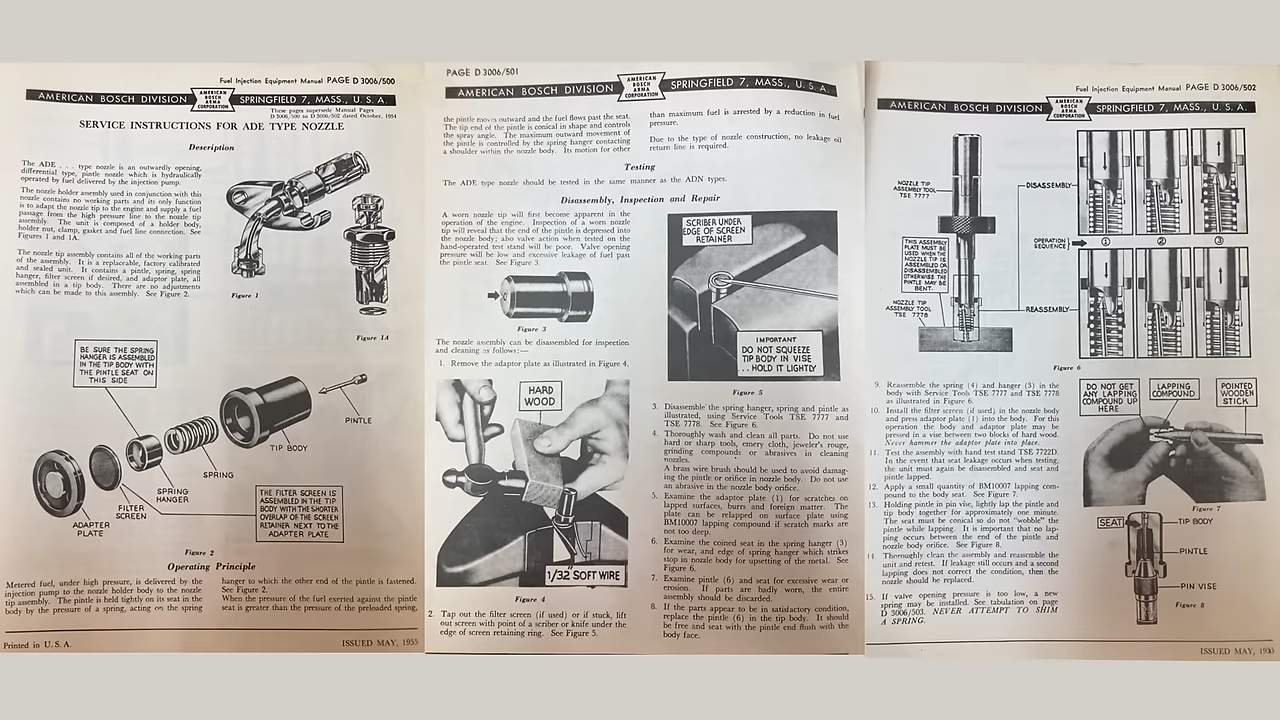 Fuel Injection Equipment Manual PAGE D 3006/500
AMERICAN BOSCH DIVISION
AMERICAN
BOSCH
ARMA
CORPORATION
SPRINGFIELD 7, MASS., U. S. A.
These pages supersede Manual Pages
D 3006/500 to D 3006/502 dated October, 1954
SERVICE INSTRUCTIONS FOR ADE TYPE NOZZLE
Description
The ADE . . . type nozzle is an outwardly opening,
differential type, pintle nozzle which is hydraulically
operated by fuel delivered by the injection pump.
The nozzle holder assembly used in conjunction with this
nozzle contains no working parts and its only function
is to adapt the nozzle tip to the engine and supply a fuel
passage from the high pressure line to the nozzle tip
assembly. The unit is composed of a holder body,
holder nut, clamp, gasket and fuel line connection. See
Figures 1 and 1A.
The nozzle tip assembly contains all of the working parts
of the assembly. It is a replaceable, factory calibrated
and sealed unit. It contains a pintle, spring, spring
hanger, filter screen if desired, and adaptor plate, all
assembled in a tip body. There are no adjustments
which can be made to this assembly. See Figure 2.
Figure 1
Figure 1A
BE SURE THE SPRING
HANGER IS ASSEMBLED
IN THE TIP BODY WITH
THE PINTLE SEAT ON
THIS SIDE
PINTLE
TIP BODY
SPRING
SPRING
HANGER
FILTER
SCREEN
ADAPTER
PLATE
THE FILTER SCREEN IS
ASSEMBLED IN THE TIP
BODY WITH THE SHORTER
OVERLAP OF THE SCREEN
RETAINER NEXT TO THE
ADAPTER PLATE
Figure 2
Operating Principle
Metered fuel, under high pressure, is delivered by the
injection pump to the nozzle holder body to the nozzle
tip assembly. The pintle is held tightly on its seat in the
body by the pressure of a spring, acting on the spring
hanger to which the other end of the pintle is fastened.
See Figure 2.
When the pressure of the fuel exerted against the pintle
seat is greater than the pressure of the preloaded spring,
Printed in U. S. A.
ISSUED MAY, 1955
PAGE D 3006/501
AMERICAN BOSCH DIVISION
AMERICAN
BOSCH
ARMA
CORPORATION
SPRINGFIELD 7, MASS., U. S. A.
the pintle moves outward and the fuel flows past the seat.
The tip end of the pintle is conical in shape and controls
the spray angle. The maximum outward movement of
the pintle is controlled by the spring hanger contacting
a shoulder within the nozzle body. Its motion for other
than maximum fuel is arrested by a reduction in fuel
pressure.
Due to the type of nozzle construction, no leakage oil
return line is required.
Testing
The ADE type nozzle should be tested in the same manner as the ADN types.
Disassembly, Inspection and Repair
A worn nozzle tip will first become apparent in the
operation of the engine. Inspection of a worn nozzle
tip will reveal that the end of the pintle is depressed into
the nozzle body; also valve action when tested on the
hand-operated test stand will be poor. Valve opening
pressure will be low and excessive leakage of fuel past
the pintle seat. See Figure 3.
Figure 3
The nozzle assembly can be disassembled for inspection
and cleaning as follows:—
1. Remove the adaptor plate as illustrated in Figure 4.
HARD
WOOD
1/32" SOFT WIRE
Figure 4
2. Tap out the filter screen (if used) or if stuck, lift
out screen with point of a scriber or knife under the
edge of screen retaining ring. See Figure 5.
SCRIBER UNDER
EDGE OF SCREEN
RETAINER
IMPORTANT
DO NOT SQUEEZE
TIP BODY IN VISE
. . . HOLD IT LIGHTLY
Figure 5
3. Disassemble the spring hanger, spring and pintle as
illustrated, using Service Tools TSE 7777 and
TSE 7778. See Figure 6.
4. Thoroughly wash and clean all parts. Do not use
hard or sharp tools, emery cloth, jeweler's rouge,
grinding compounds or abrasives in cleaning
nozzles.
A brass wire brush should be used to avoid damag-
ing the pintle or orifice in nozzle body. Do not use
an abrasive in the nozzle body orifice.
5. Examine the adaptor plate (1) for scratches on
lapped surfaces, burrs and foreign matter. The
plate can be relapped on surface plate using
BM10007 lapping compound if scratch marks are
not too deep.
6. Examine the coined seat in the spring hanger (3)
for wear, and edge of spring hanger which strikes
stop in nozzle body for upsetting of the metal. See
Figure 6.
7. Examine pintle (6) and seat for excessive wear or
erosion. If parts are badly worn, the entire
assembly should be discarded.
8. If the parts appear to be in satisfactory condition,
replace the pintle (6) in the tip body. It should
be free and seat with the pintle end flush with the
body face.
Fuel Injection Equipment Manual PAGE D 3006/502
AMERICAN BOSCH DIVISION
AMERICAN
BOSCH
ARMA
CORPORATION
SPRINGFIELD 7, MASS., U. S. A.
NOZZLE TIP
ASSEMBLY TOOL
TSE 7777
THIS ASSEMBLY
PLATE MUST BE
USED WHEN THE
NOZZLE TIP IS
ASSEMBLED OR
DISASSEMBLED
OTHERWISE THE
PINTLE MAY BE
BENT.
NOZZLE TIP
ASSEMBLY TOOL
TSE 7778
DISASSEMBLY
OPERATION
SEQUENCE
1
2
3
REASSEMBLY
Figure 6
9. Reassemble the spring (4) and hanger (3) in the
body with Service Tools TSE 7777 and TSE 7778
as illustrated in Figure 6.
10. Install the filter screen (if used) in the nozzle body
and press adaptor plate (1) into the body. For this
operation the body and adaptor plate may be
pressed in a vise between two blocks of hard wood.
Never hammer the adaptor plate into place.
11. Test the assembly with hand test stand TSE 7722D.
In the event that seat leakage occurs when testing,
the unit must again be disassembled and seat and
pintle lapped.
12. Apply a small quantity of BM10007 lapping com-
pound to the body seat. See Figure 7.
13. Holding pintle in pin vise, lightly lap the pintle and
tip body together for approximately one minute.
The seat must be conical so do not "wobble" the
pintle while lapping. It is important that no lap-
ping occurs between the end of the pintle and
nozzle body orifice. See Figure 8.
14. Thoroughly clean the assembly and reassemble the
unit and retest. If leakage still occurs and a second
lapping does not correct the condition, then the
nozzle should be replaced.
15. If valve opening pressure is too low, a new
spring may be installed. See tabulation on page
D 3006/503. NEVER ATTEMPT TO SHIM
A SPRING.
DO NOT GET
ANY LAPPING
COMPOUND UP
HERE
LAPPING
COMPOUND
POINTED
WOODEN
STICK
Figure 7
SEAT
TIP BODY
PINTLE
PIN VISE
Figure 8
ISSUED MAY, 1955